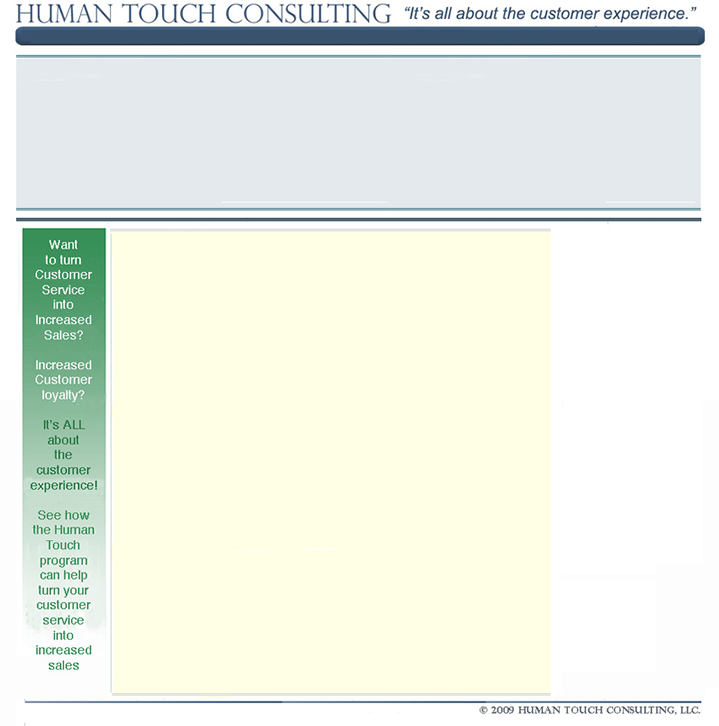 HUMAN TOUCH CONSULTING “It's all about the customer experience.”
Want
to turn
Customer
Service
into
Increased
Sales?
Increased
Customer
loyalty?
It's ALL
about
the
customer
experience!
See how
the Human
Touch
program
can help
turn your
customer
service
into
increased
sales
© 2009 HUMAN TOUCH CONSULTING, LLC.